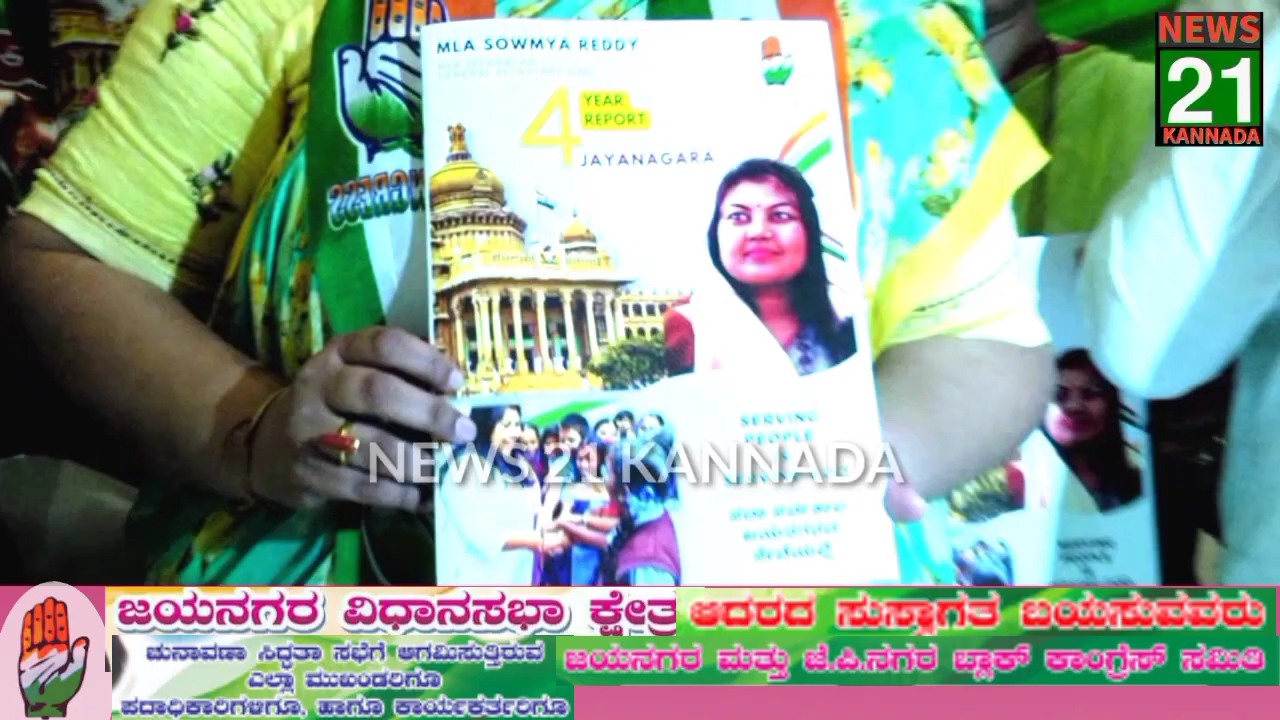 NEWS
21
KANNADA
MLA SOWMYA REDDY
4 YEAR
REPORT
JAYANAGARA
SERVING
PEOPLE
NEWS 21 KANNADA
ಜಯನಗರ ವಿಧಾನಸಭಾ ಕ್ಷೇತ್ರ
ಚುನಾವಣಾ ಸಿದ್ಧತಾ ಸಭೆಗೆ ಆಗಮಿಸುತ್ತಿರುವ
ಎಲ್ಲಾ ಮುಖಂಡರಿಗೂ
ಪದಾಧಿಕಾರಿಗಳಿಗೂ, ಹಾಗೂ ಕಾರ್ಯಕರ್ತರಿಗೂ
ಆದರದ ಸುಸ್ವಾಗತ ಬಯಸುವವರು
ಜಯನಗರ ಮತ್ತು ಜೆ.ಪಿ.ನಗರ ಬ್ಲಾಕ್ ಕಾಂಗ್ರೆಸ್ ಸಮಿತಿ